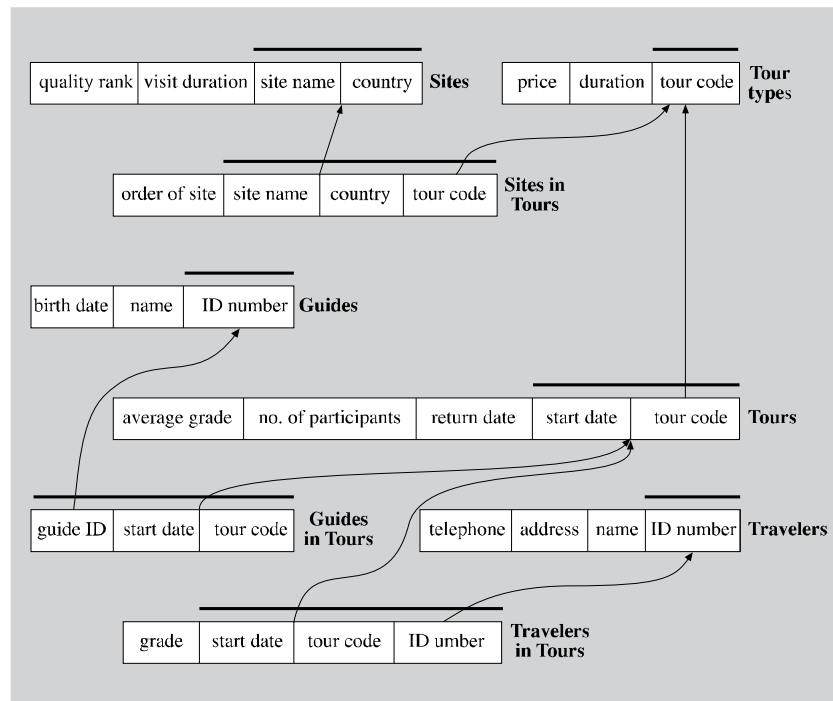 quality rank visit duration site name country Sites
price duration tour code Tour types
order of site site name country tour code Sites in Tours
birth date name ID number Guides
average grade no. of participants return date start date tour code Tours
guide ID start date tour code Guides in Tours
telephone address name ID number Travelers
grade start date tour code ID umber Travelers in Tours